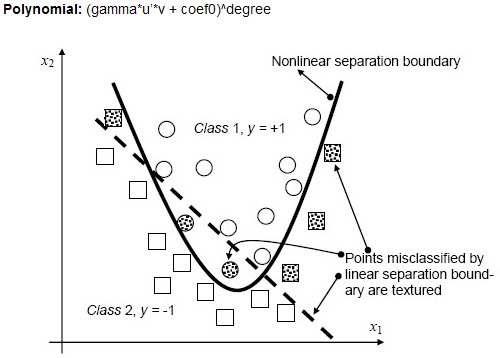 Polynomial: (gamma*u'*v + coef0)^degree
x2
Nonlinear separation boundary
Class 1, y = +1
Points misclassified by
linear separation bound-
ary are textured
Class 2, y = -1
x1